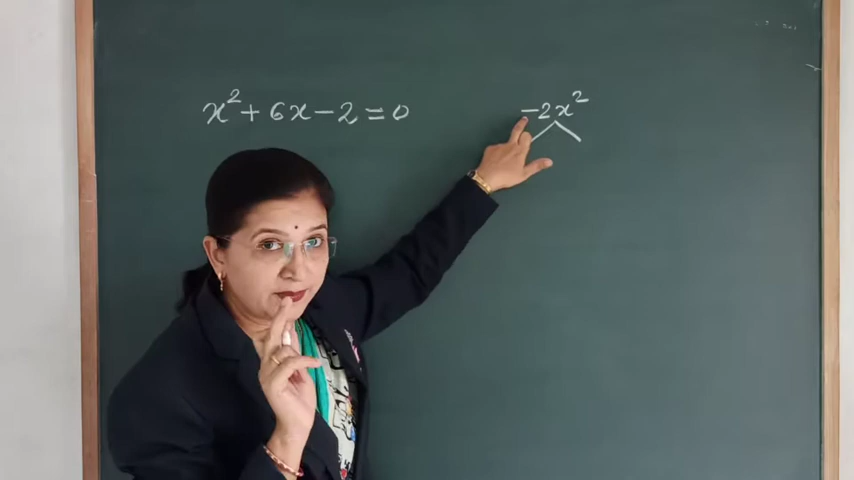 x² + 6x - 2 = 0
-2x²